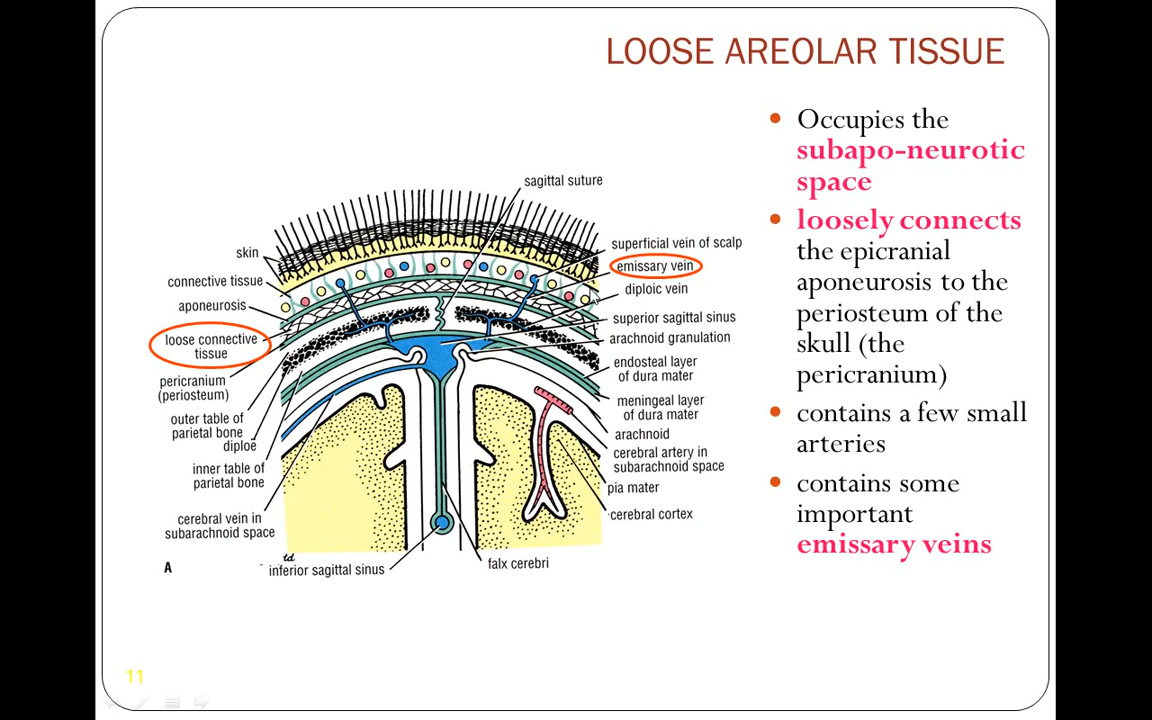 LOOSE AREOLAR TISSUE
• Occupies the
subapo-neurotic
space
• loosely connects
the epicranial
aponeurosis to the
periosteum of the
skull (the
pericranium)
• contains a few small
arteries
• contains some
important
emissary veins
sagittal suture
skin
connective tissue
aponeurosis
loose connective
tissue
pericranium
(periosteum)
outer table of
parietal bone
diploe
inner table of
parietal bone
cerebral vein in
subarachnoid space
inferior sagittal sinus
falx cerebri
superficial vein of scalp
emissary vein
diploic vein
superior sagittal sinus
arachnoid granulation
endosteal layer
of dura mater
meningeal layer
of dura mater
arachnoid
cerebral artery in
subarachnoid space
pia mater
cerebral cortex
td
A
11